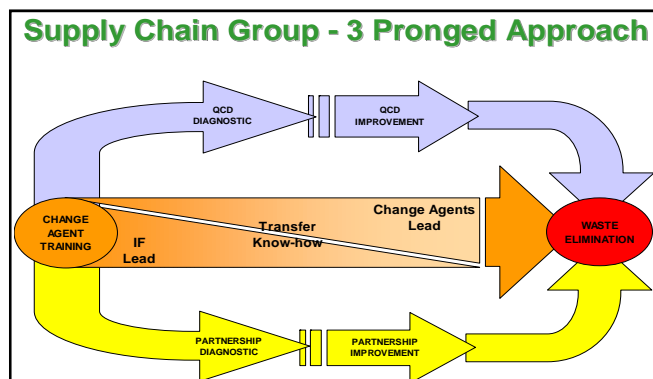 Supply Chain Group - 3 Pronged Approach
QCD
DIAGNOSTIC
QCD
IMPROVEMENT
CHANGE
AGENT
TRAINING
IF
Lead
Transfer
Know-how
Change Agents
Lead
WASTE
ELIMINATION
PARTNERSHIP
DIAGNOSTIC
PARTNERSHIP
IMPROVEMENT